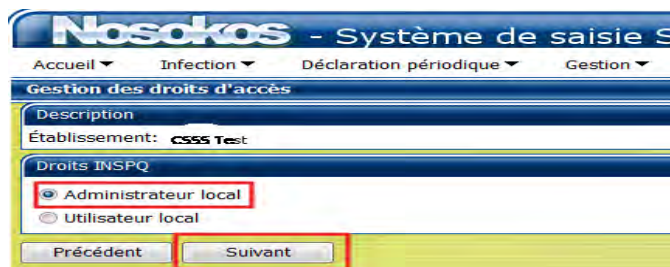 Nosokos - Système de saisie S
Accueil Infection Déclaration périodique Gestion
Gestion des droits d'accès
Description
Établissement: CSSS Test
Droits INSPQ
Administrateur local
Utilisateur local
Précédent Suivant